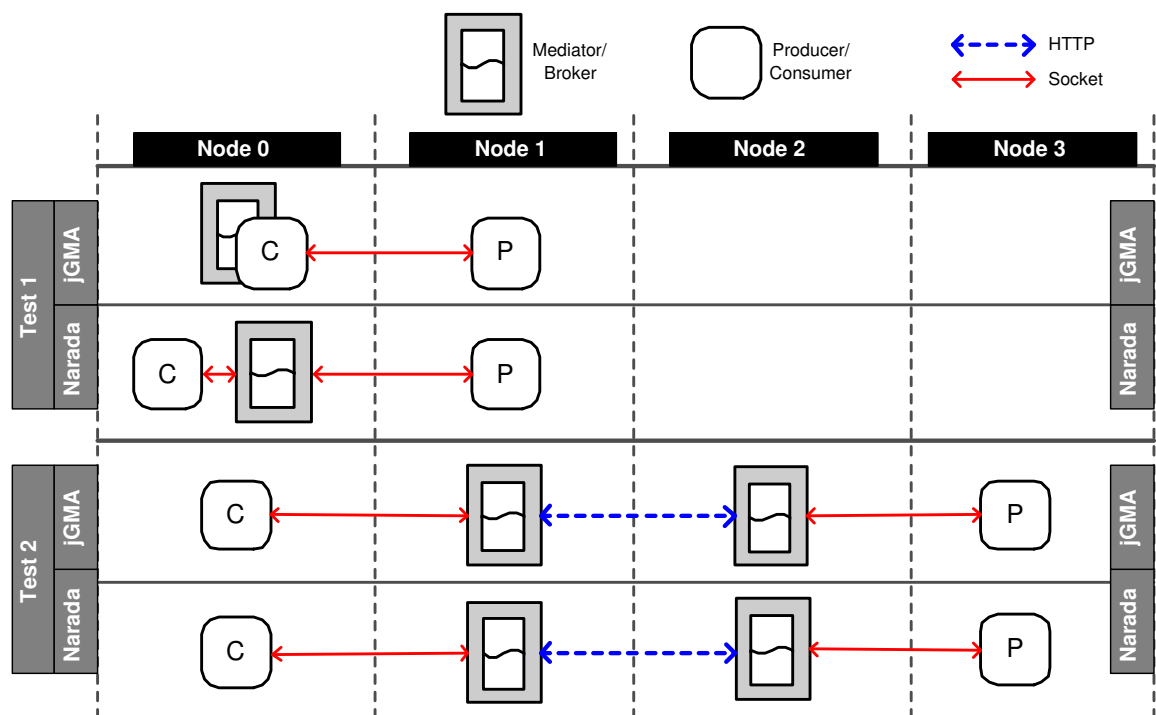 Mediator/
Broker
Producer/
Consumer
HTTP
Socket
Node 0
Node 1
Node 2
Node 3
Test 1
jGMA
C
P
jGMA
Narada
C
P
Narada
Test 2
jGMA
C
P
jGMA
Narada
C
P
Narada